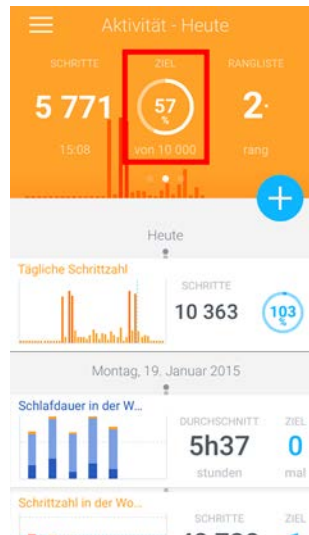 Aktivität - Heute
SCHRITTE ZIEL RANGLISTE
5 771 57 % 2.
15:08 von 10 000 rang
+
Heute
Tägliche Schrittzahl
SCHRITTE
10 363 103 %
Montag, 19. Januar 2015
Schlafdauer in der W...
DURCHSCHNITT ZIEL
5h37 0
stunden mal
Schrittzahl in der Wo...
SCHRITTE ZIEL